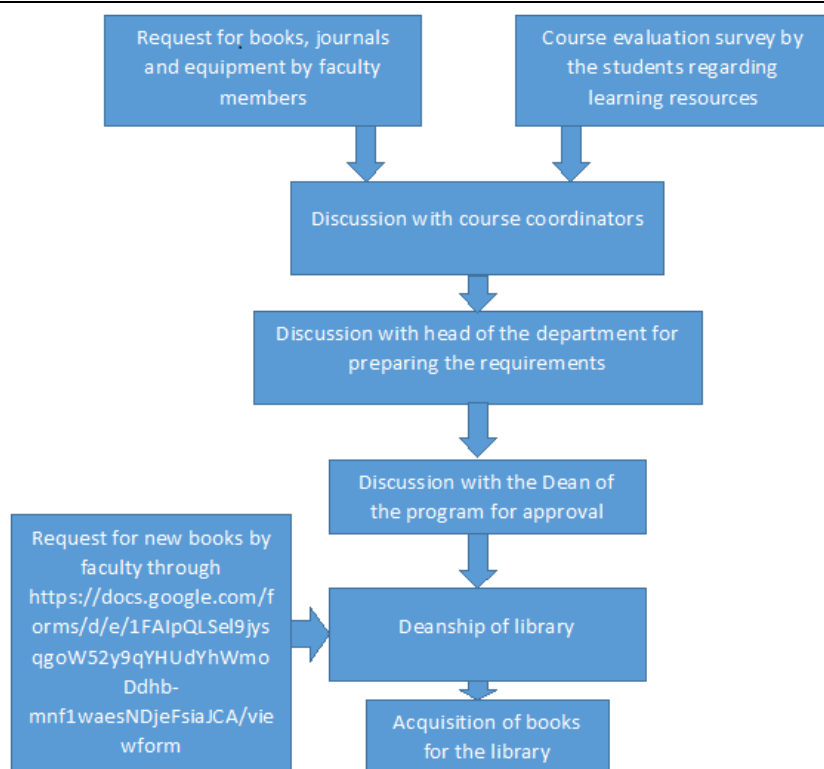 Request for books, journals
and equipment by faculty
members
Course evaluation survey by
the students regarding
learning resources
Discussion with course coordinators
Discussion with head of the department for
preparing the requirements
Discussion with the Dean of
the program for approval
Request for new books by
faculty through
https://docs.google.com/f
orms/d/e/1FAIpQLSel9jys
qgoW52y9qYHUdYhWmo
Ddhb-
mnf1waesNDjeFsiaJCA/vie
wform
Deanship of library
Acquisition of books
for the library